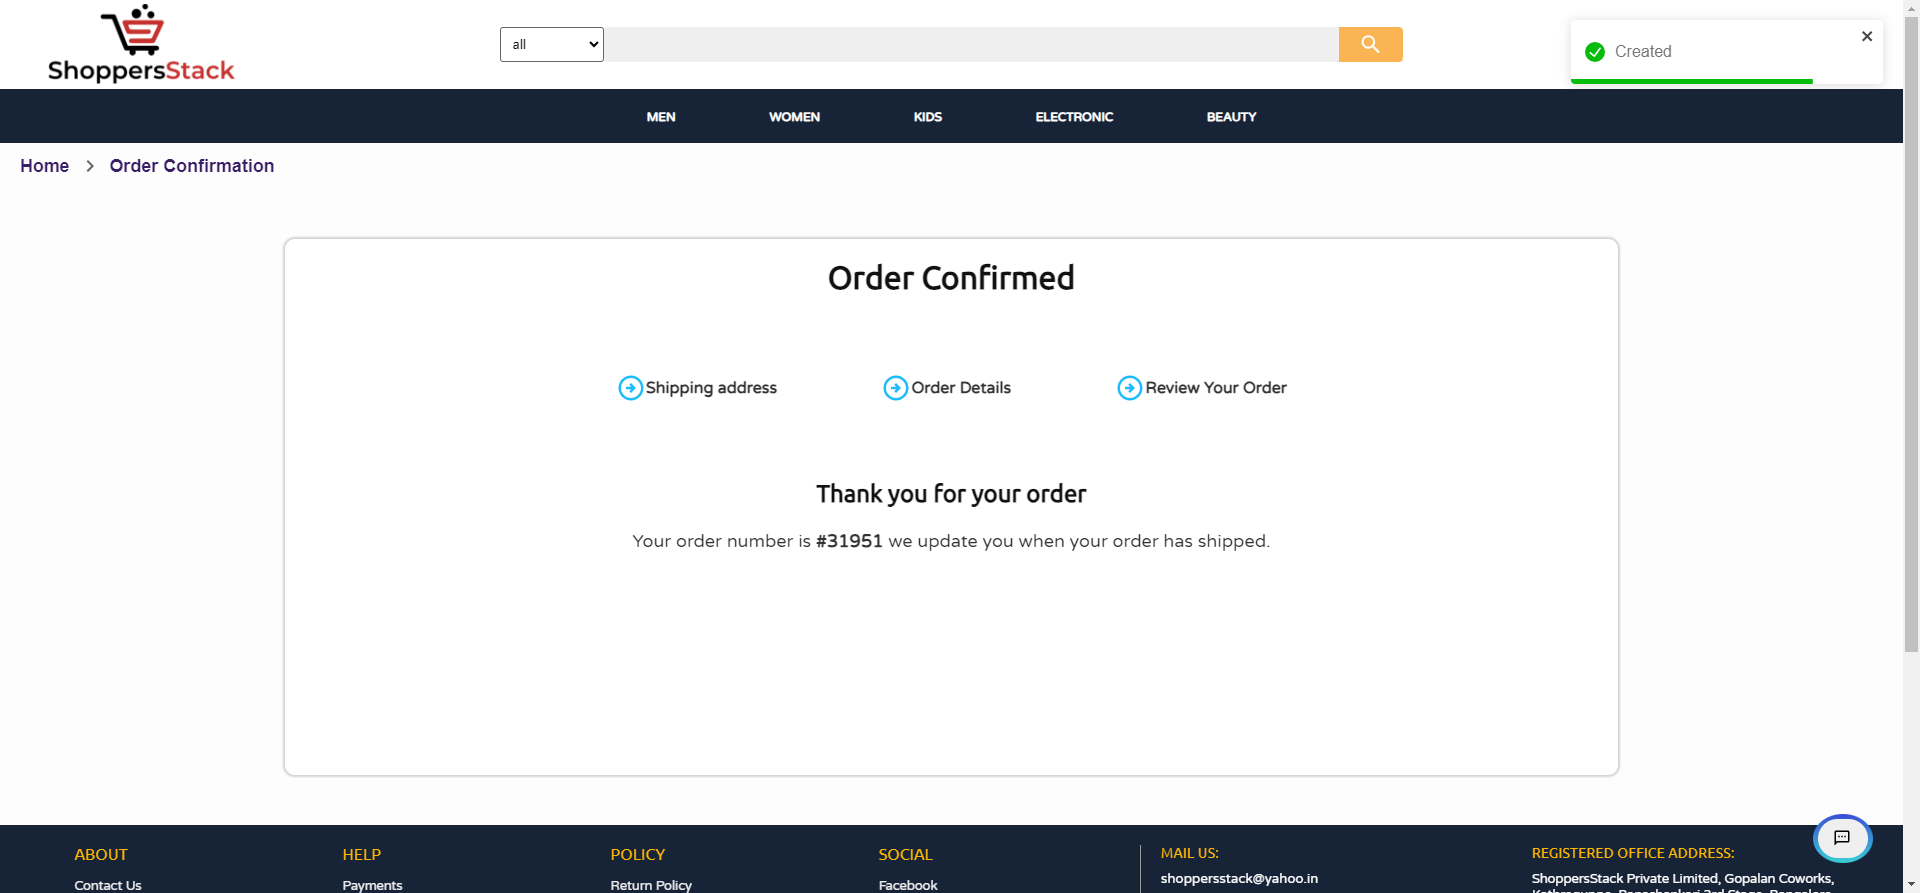 ShoppersStack
all
Created
MEN WOMEN KIDS ELECTRONIC BEAUTY
Home > Order Confirmation
Order Confirmed
Shipping address Order Details Review Your Order
Thank you for your order
Your order number is #31951 we update you when your order has shipped.
ABOUT HELP POLICY SOCIAL MAIL US: REGISTERED OFFICE ADDRESS:
Contact Us Payments Return Policy Facebook shoppersstack@yahoo.in ShoppersStack Private Limited, Gopalan Coworks,